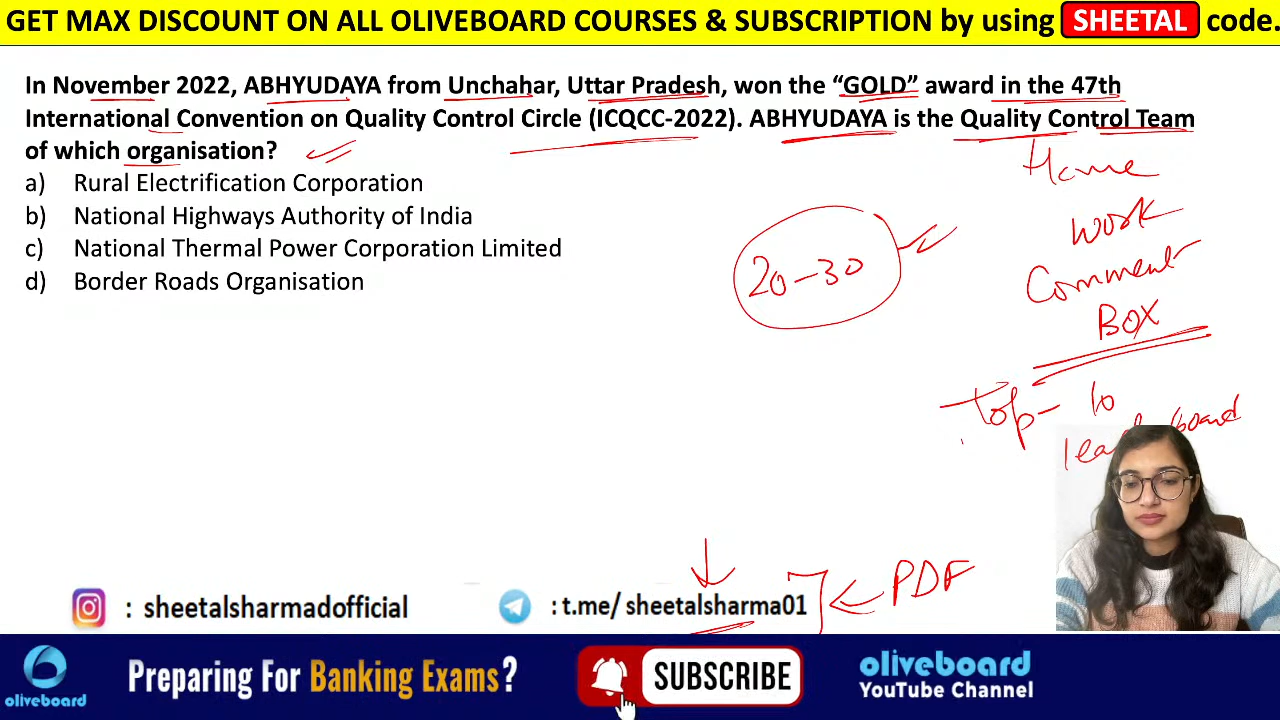 GET MAX DISCOUNT ON ALL OLIVEBOARD COURSES & SUBSCRIPTION by using SHEETAL code.
In November 2022, ABHYUDAYA from Unchahar, Uttar Pradesh, won the “GOLD” award in the 47th
International Convention on Quality Control Circle (ICQCC-2022). ABHYUDAYA is the Quality Control Team
of which organisation?
a) Rural Electrification Corporation
b) National Highways Authority of India
c) National Thermal Power Corporation Limited
d) Border Roads Organisation
20-30
Home
work
Comment
BOX
Top- 10
board
PDF
: sheetalsharmadofficial
: t.me/ sheetalsharma01
oliveboard
Preparing For Banking Exams?
SUBSCRIBE
oliveboard
YouTube Channel